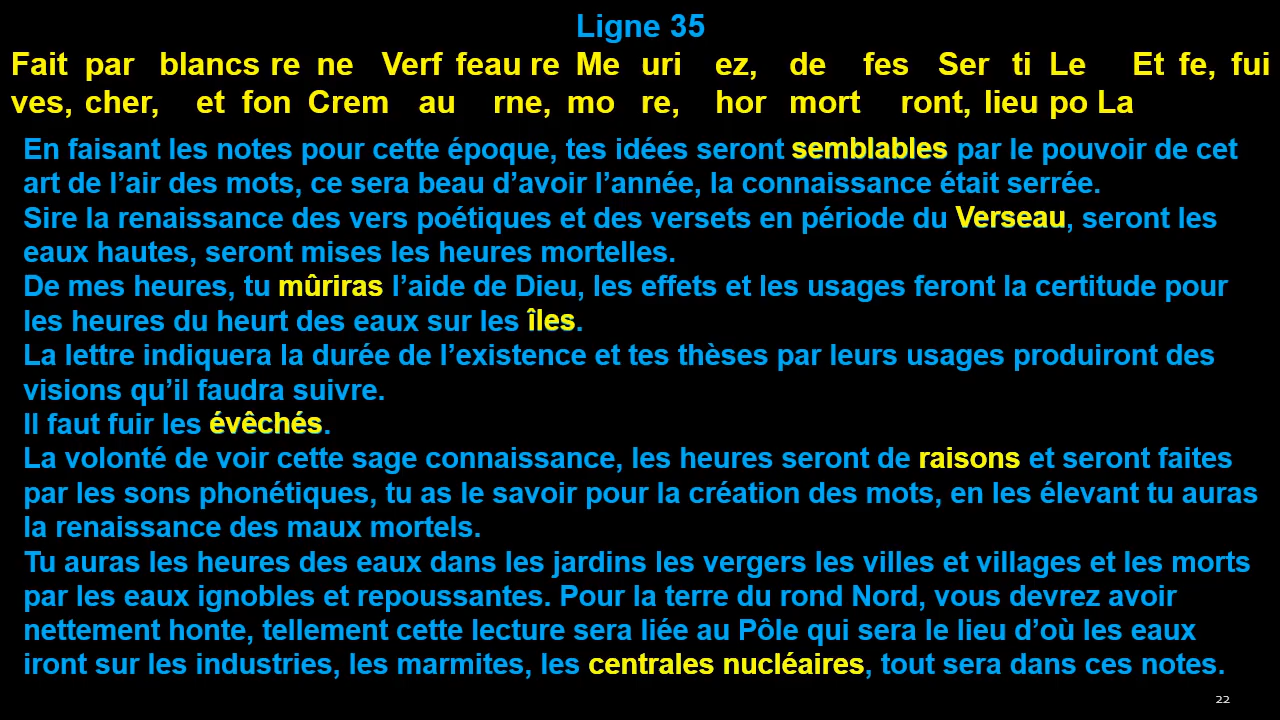 Ligne 35
Fait par blancs re ne Verf feau re Me uri ez, de fes Ser ti Le Et fe, fui
ves, cher, et fon Crem au rne, mo re, hor mort ront, lieu po La
En faisant les notes pour cette époque, tes idées seront semblables par le pouvoir de cet
art de l’air des mots, ce sera beau d’avoir l’année, la connaissance était serrée.
Sire la renaissance des vers poétiques et des versets en période du Verseau, seront les
eaux hautes, seront mises les heures mortelles.
De mes heures, tu mûriras l’aide de Dieu, les effets et les usages feront la certitude pour
les heures du heurt des eaux sur les îles.
La lettre indiquera la durée de l’existence et tes thèses par leurs usages produiront des
visions qu’il faudra suivre.
Il faut fuir les évêchés.
La volonté de voir cette sage connaissance, les heures seront de raisons et seront faites
par les sons phonétiques, tu as le savoir pour la création des mots, en les élevant tu auras
la renaissance des maux mortels.
Tu auras les heures des eaux dans les jardins les vergers les villes et villages et les morts
par les eaux ignobles et repoussantes. Pour la terre du rond Nord, vous devrez avoir
nettement honte, tellement cette lecture sera liée au Pôle qui sera le lieu d’où les eaux
iront sur les industries, les marmites, les centrales nucléaires, tout sera dans ces notes.
22